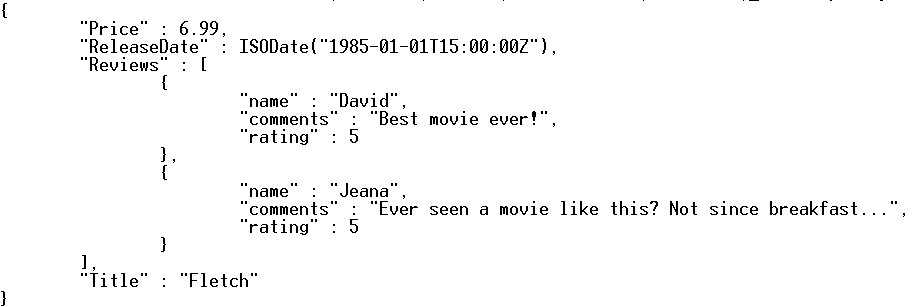 {
"Price" : 6.99,
"ReleaseDate" : ISODate("1985-01-01T15:00:00Z"),
"Reviews" : [
{
"name" : "David",
"comments" : "Best movie ever!",
"rating" : 5
},
{
"name" : "Jeana",
"comments" : "Ever seen a movie like this? Not since breakfast...",
"rating" : 5
}
],
"Title" : "Fletch"
}